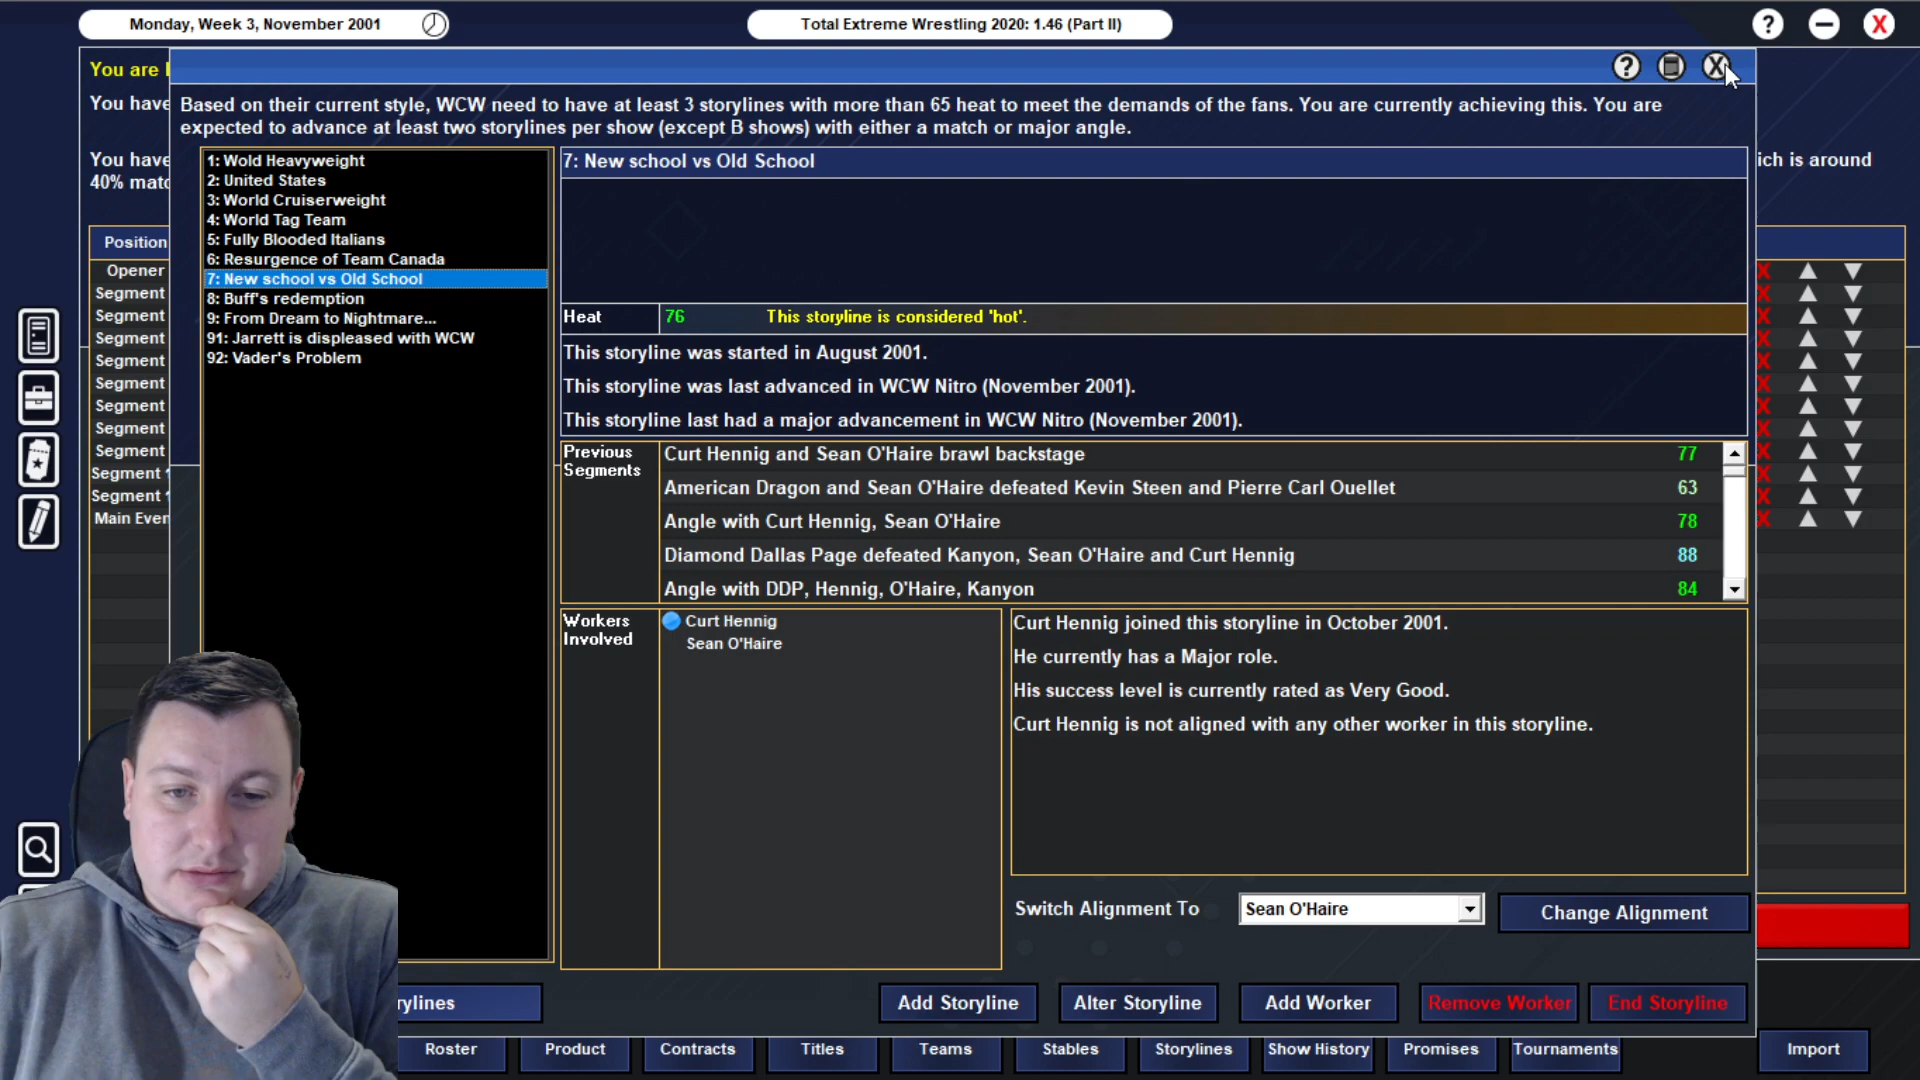 Monday, Week 3, November 2001
Total Extreme Wrestling 2020: 1.46 (Part II)
?
X
You are
You have
You have
40%
ich is around
? X
Based on their current style, WCW need to have at least 3 storylines with more than 65 heat to meet the demands of the fans. You are currently achieving this. You are
expected to advance at least two storylines per show (except B shows) with either a match or major angle.
1: Wold Heavyweight
2: United States
3: World Cruiserweight
4: World Tag Team
5: Fully Blooded Italians
6: Resurgence of Team Canada
7: New school vs Old School
8: Buff's redemption
9: From Dream to Nightmare...
91: Jarrett is displeased with WCW
92: Vader's Problem
7: New school vs Old School
Heat 76 This storyline is considered 'hot'.
This storyline was started in August 2001.
This storyline was last advanced in WCW Nitro (November 2001).
This storyline last had a major advancement in WCW Nitro (November 2001).
Previous
Segments
Curt Hennig and Sean O'Haire brawl backstage 77
American Dragon and Sean O'Haire defeated Kevin Steen and Pierre Carl Ouellet 63
Angle with Curt Hennig, Sean O'Haire 78
Diamond Dallas Page defeated Kanyon, Sean O'Haire and Curt Hennig 88
Angle with DDP, Hennig, O'Haire, Kanyon 84
Workers
Involved
Curt Hennig
Sean O'Haire
Curt Hennig joined this storyline in October 2001.
He currently has a Major role.
His success level is currently rated as Very Good.
Curt Hennig is not aligned with any other worker in this storyline.
Switch Alignment To Sean O'Haire Change Alignment
Position
Opener
Segment
Segment
Segment
Segment
Segment
Segment
Segment
Segment
Segment
Segment
Main Even
X
X
X
X
X
X
X
X
X
X
X
X
rylines
Add Storyline Alter Storyline Add Worker Remove Worker End Storyline
Roster Product Contracts Titles Teams Stables Storylines Show History Promises Tournaments Import